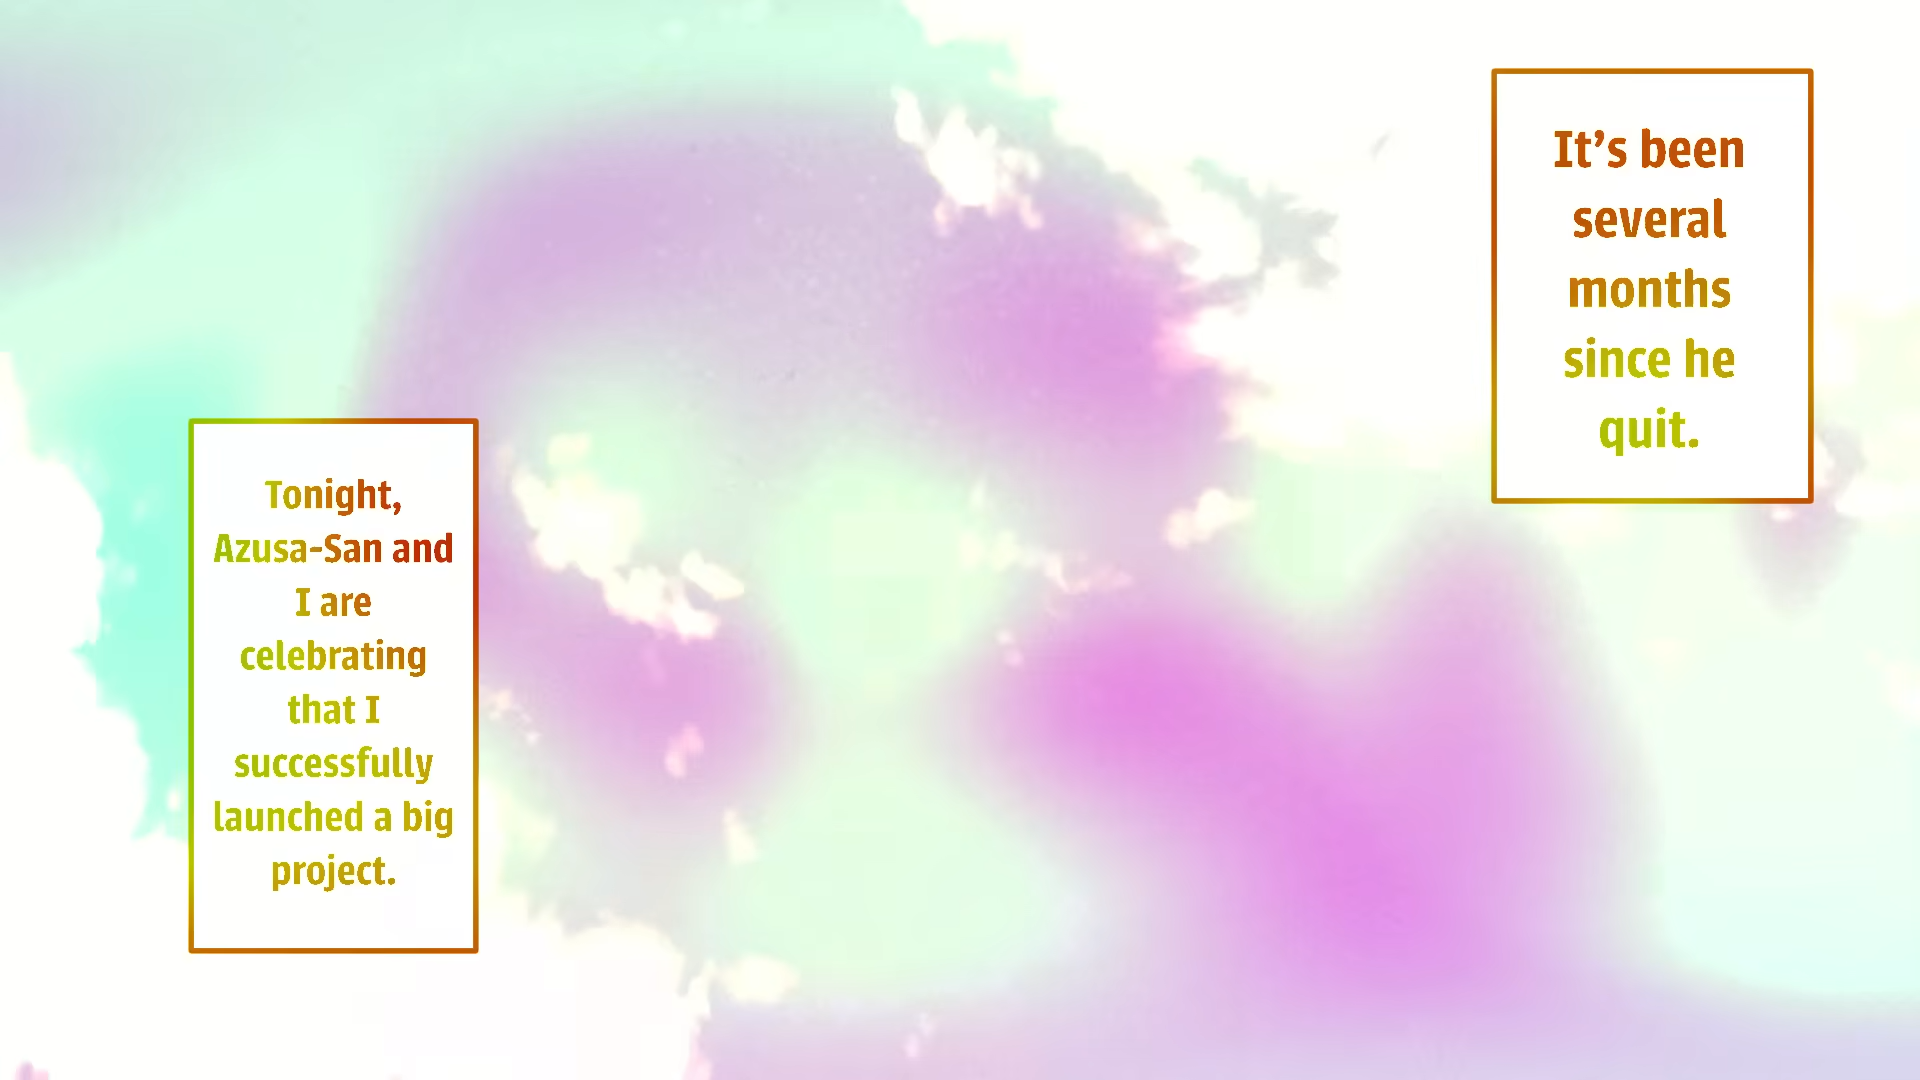 It’s been
several
months
since he
quit.
Tonight,
Azusa-San and
I are
celebrating
that I
successfully
launched a big
project.